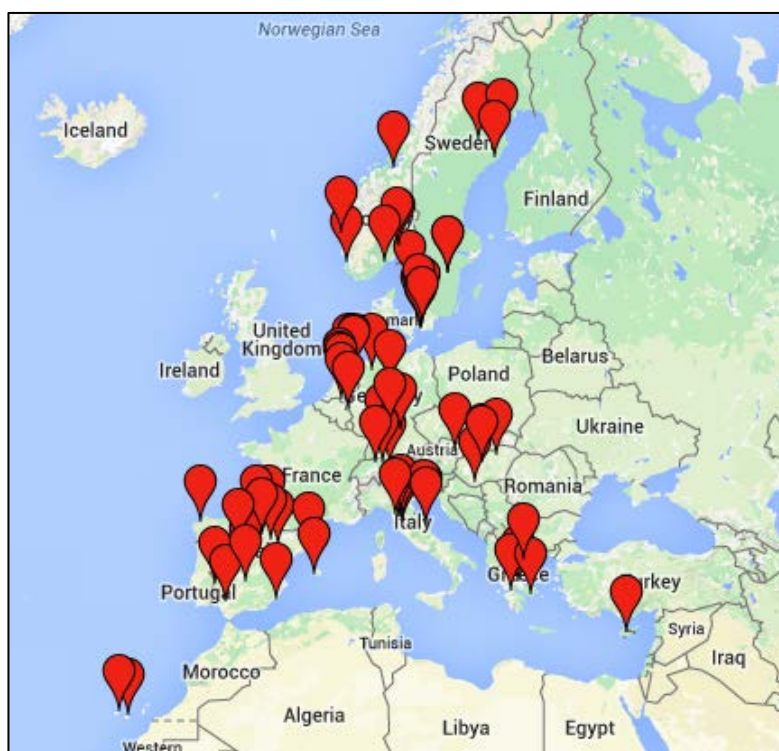 Norwegian Sea
Iceland
Sweden
Finland
United
Kingdom
Ireland
Belarus
Poland
Ukraine
Austria
France
Romania
Italy
Portugal
Greece
Tunisia
Syria
Morocco
Iraq
Algeria
Libya
Egypt
Western